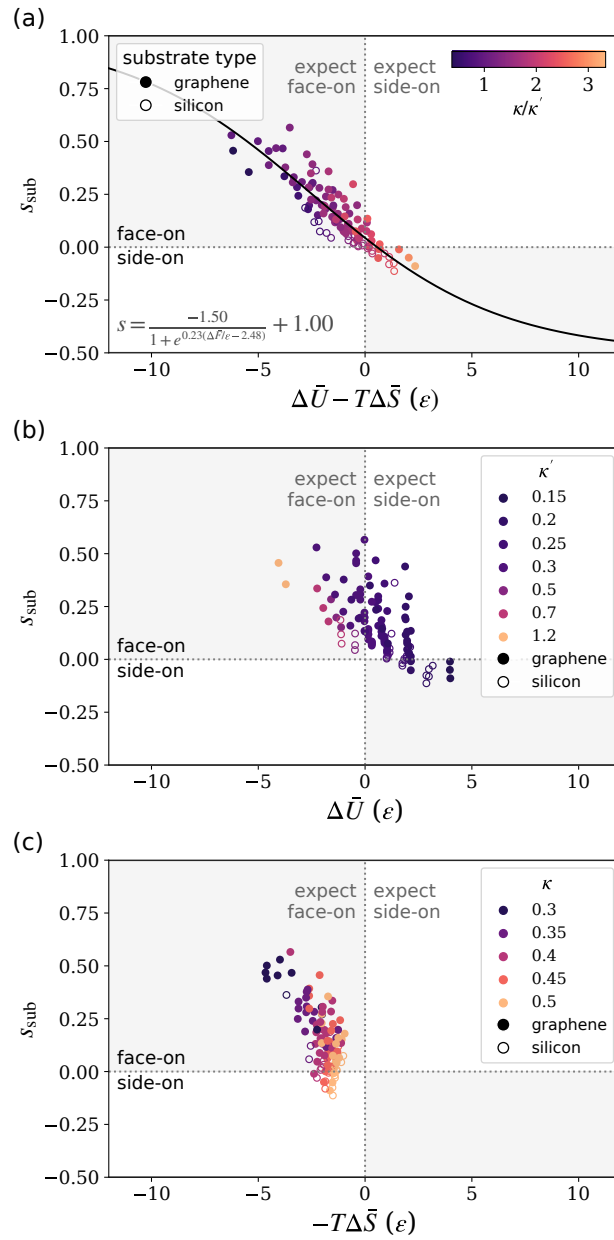 (a)
1.00
0.75
0.50
0.25
0.00
−0.25
−0.50
s_sub
substrate type
graphene
silicon
expect face-on
expect side-on
1 2 3
κ/κ′
face-on
side-on
s = −1.50 / (1 + e^{0.23(ΔF̄/ε−2.48)}) + 1.00
−10 −5 0 5 10
ΔŪ − TΔS̄ (ε)
(b)
1.00
0.75
0.50
0.25
0.00
−0.25
−0.50
s_sub
expect face-on
expect side-on
κ′
0.15
0.2
0.25
0.3
0.5
0.7
1.2
graphene
silicon
face-on
side-on
−10 −5 0 5 10
ΔŪ (ε)
(c)
1.00
0.75
0.50
0.25
0.00
−0.25
−0.50
s_sub
expect face-on
expect side-on
κ
0.3
0.35
0.4
0.45
0.5
graphene
silicon
face-on
side-on
−10 −5 0 5 10
−TΔS̄ (ε)